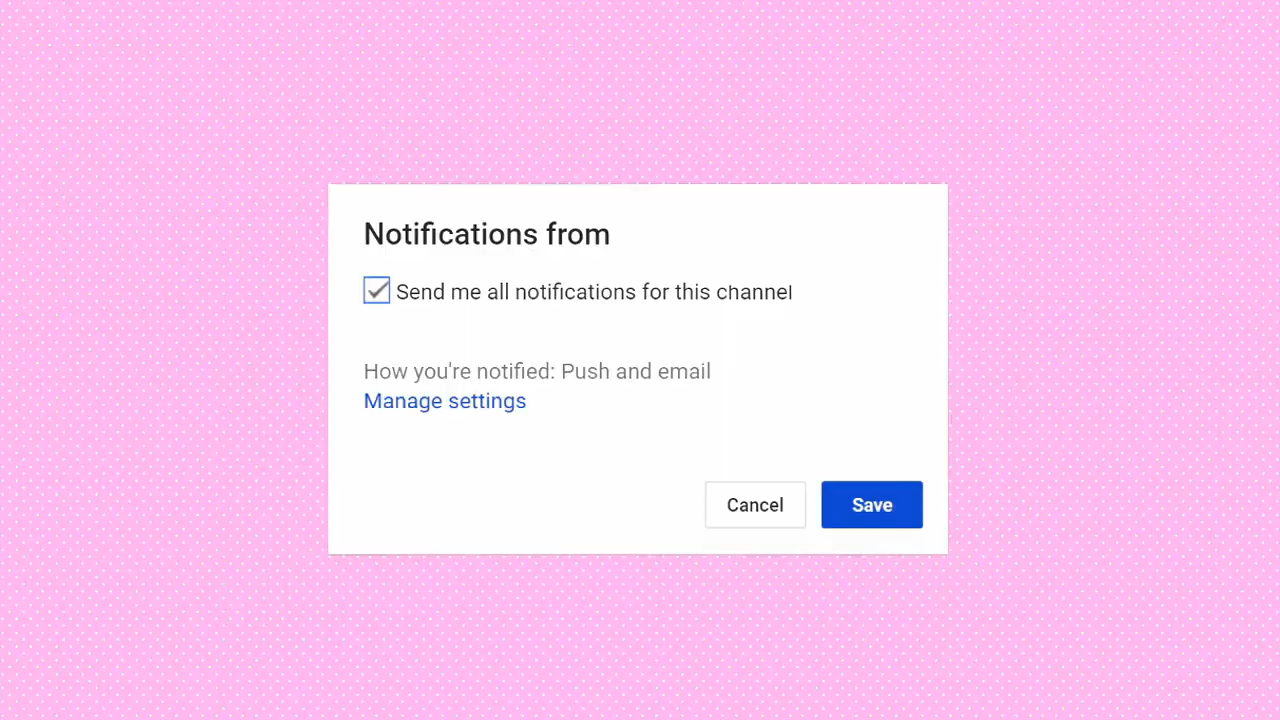 Notifications from
Send me all notifications for this channel
How you're notified: Push and email
Manage settings
Cancel Save